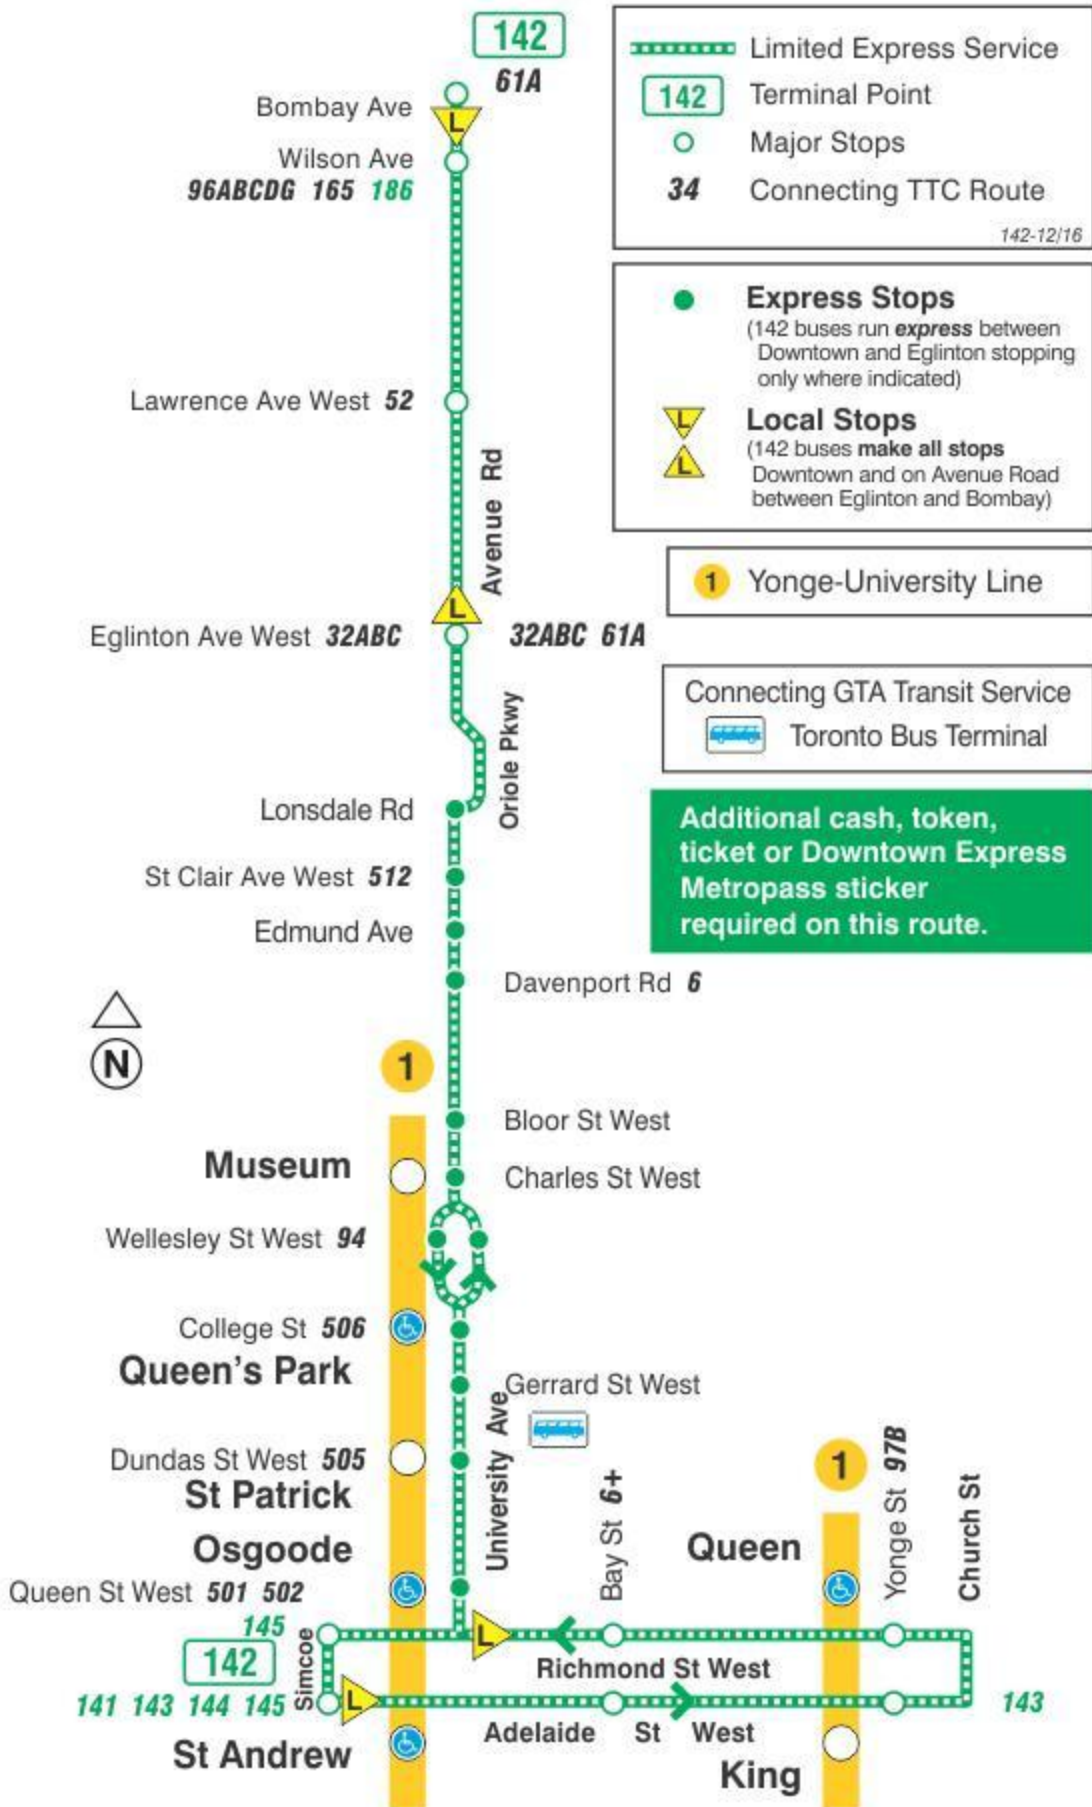 142
61A
Bombay Ave
L
Wilson Ave
96ABCDG 165 186
Lawrence Ave West 52
Avenue Rd
L
Eglinton Ave West 32ABC
32ABC 61A
Oriole Pkwy
Lonsdale Rd
St Clair Ave West 512
Edmund Ave
Davenport Rd 6
N
1
Bloor St West
Museum
Charles St West
Wellesley St West 94
College St 506
Queen's Park
Gerrard St West
University Ave
Dundas St West 505
St Patrick
Osgoode
Queen St West 501 502
Bay St 6+
1
Queen
Yonge St 97B
Church St
145
142
Simcoe
L
Richmond St West
141 143 144 145
L
143
Adelaide St West
St Andrew
King
Limited Express Service
142 Terminal Point
Major Stops
34 Connecting TTC Route
142-12/16
Express Stops
(142 buses run express between
Downtown and Eglinton stopping
only where indicated)
L
Local Stops
L
(142 buses make all stops
Downtown and on Avenue Road
between Eglinton and Bombay)
1 Yonge-University Line
Connecting GTA Transit Service
Toronto Bus Terminal
Additional cash, token,
ticket or Downtown Express
Metropass sticker
required on this route.